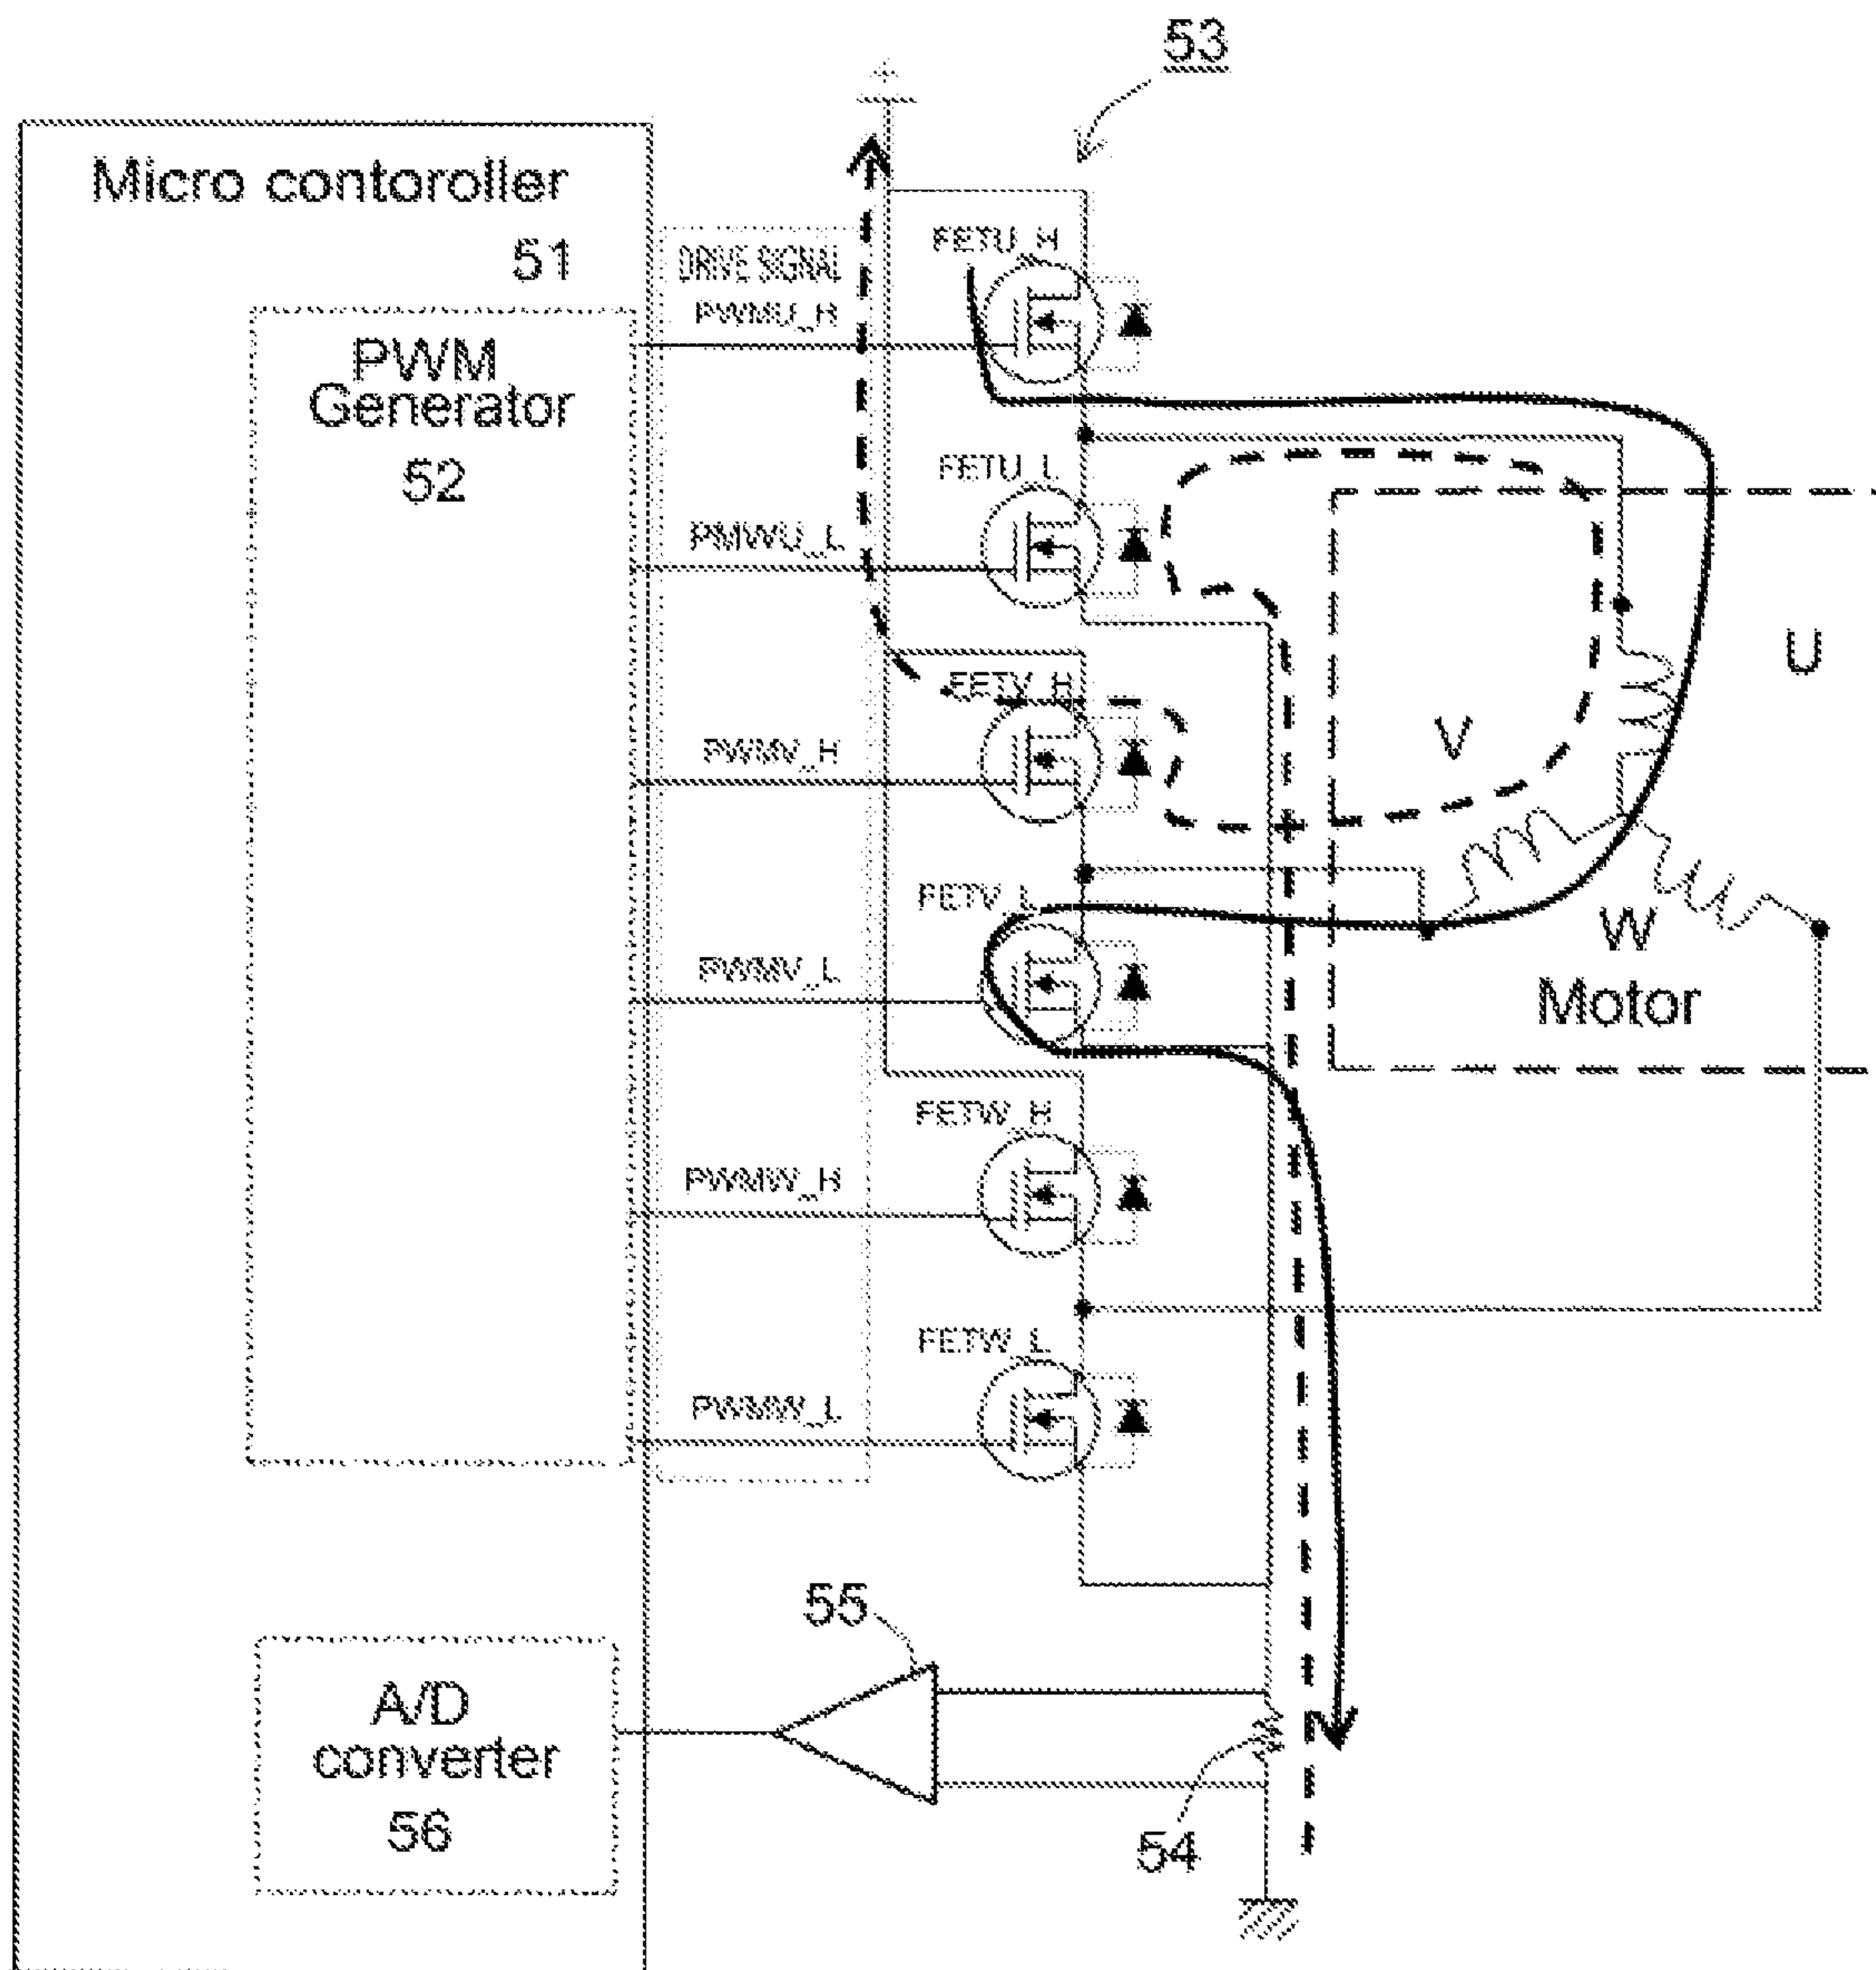 53
Micro contoroller
51
DRIVE SIGNAL
FETU_H
PWMU_H
PWM
Generator
52
FETU_L
PMWU_L
U
FETV_H
V
PWMV_H
FETV_L
W
PWMV_L
Motor
FETW_H
PWMW_H
FETW_L
PWMW_L
55
A/D
converter
56
54